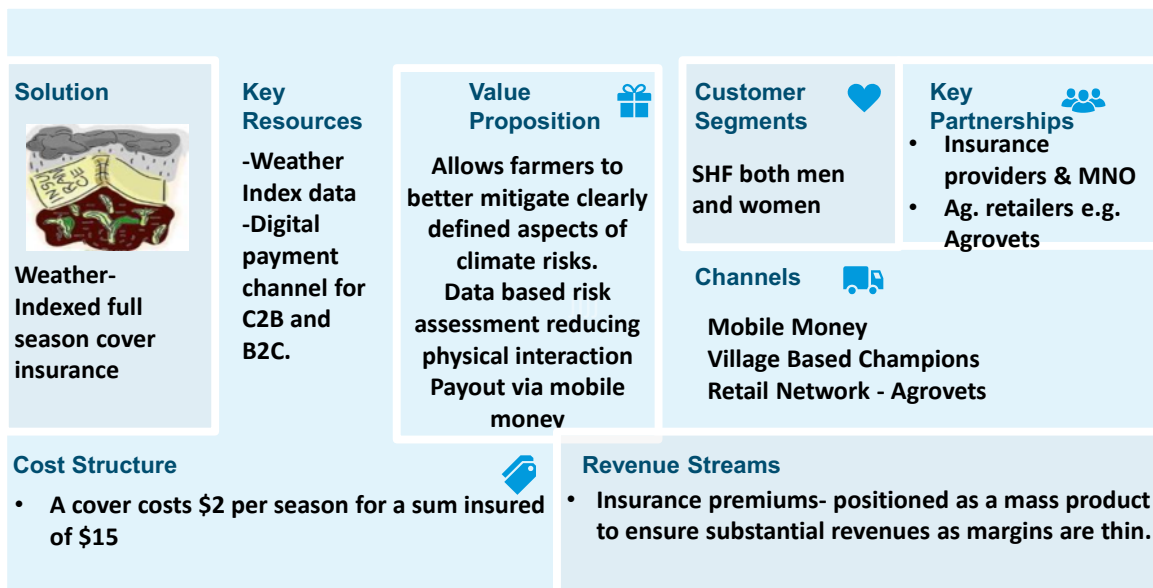 Solution
INSU
RAN
CE
Weather-
Indexed full
season cover
insurance
Key
Resources
-Weather
Index data
-Digital
payment
channel for
C2B and
B2C.
Value
Proposition
Allows farmers to
better mitigate clearly
defined aspects of
climate risks.
Data based risk
assessment reducing
physical interaction
Payout via mobile
money
Customer
Segments
SHF both men
and women
Key
Partnerships
• Insurance
providers & MNO
• Ag. retailers e.g.
Agrovets
Channels
Mobile Money
Village Based Champions
Retail Network - Agrovets
Cost Structure
• A cover costs $2 per season for a sum insured
of $15
Revenue Streams
• Insurance premiums- positioned as a mass product
to ensure substantial revenues as margins are thin.